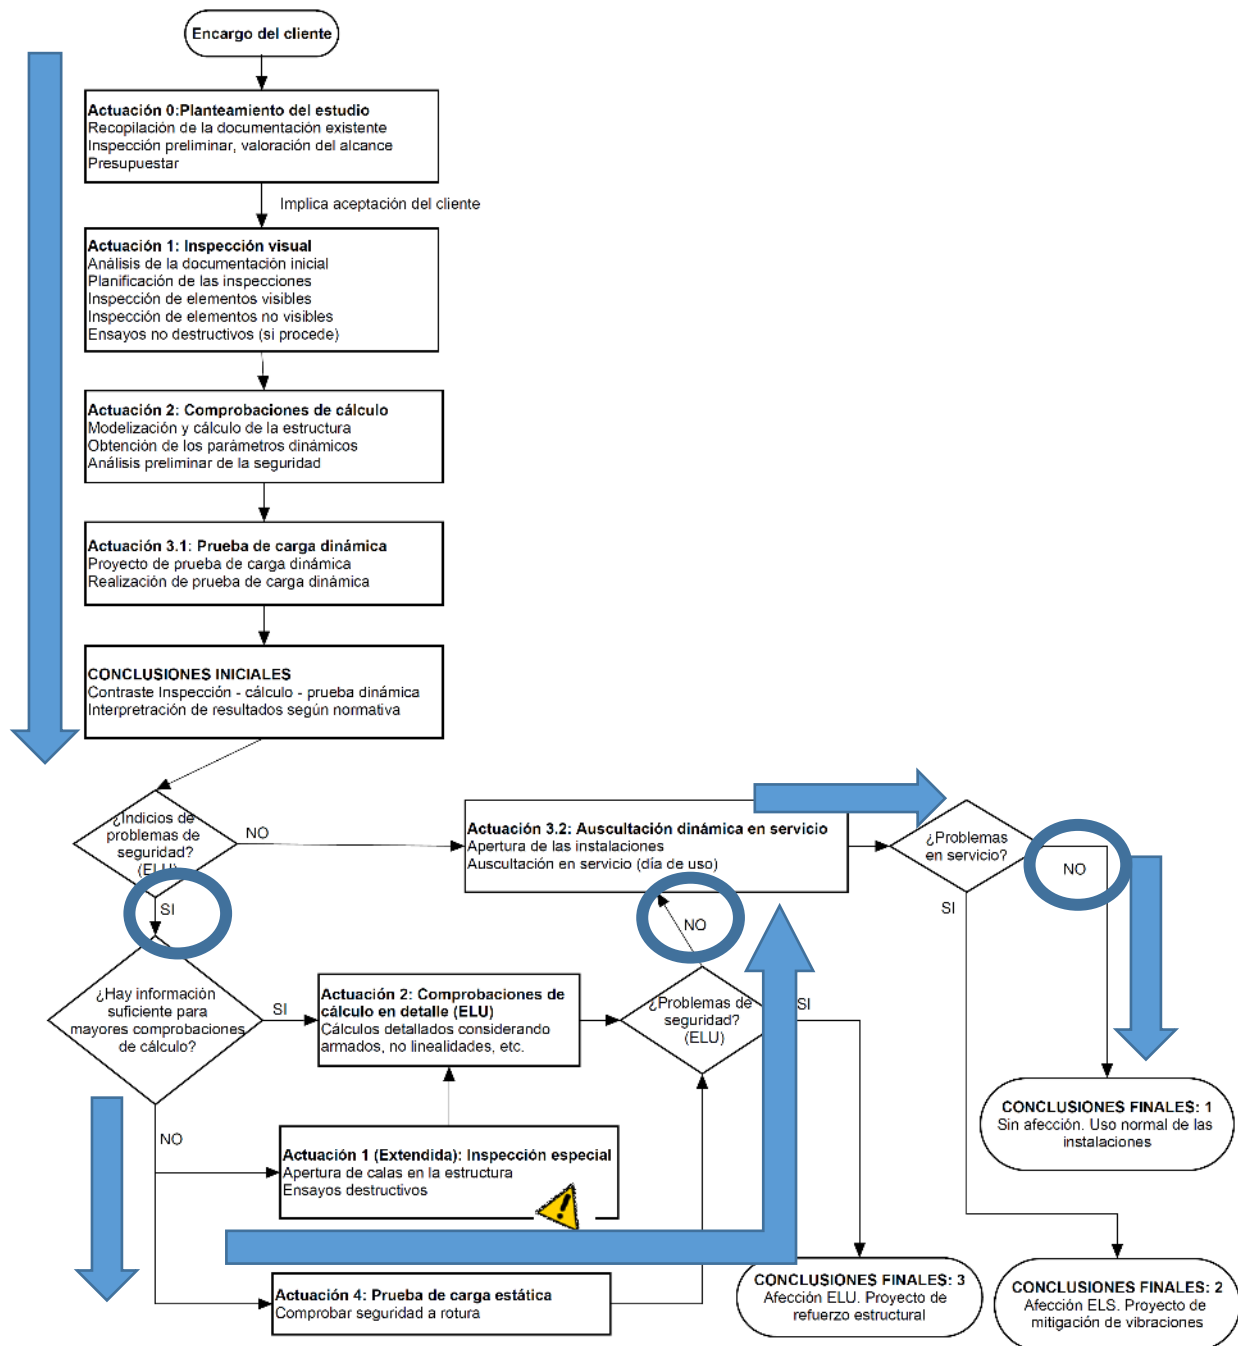 Encargo del cliente
Actuación 0:Planteamiento del estudio
Recopilación de la documentación existente
Inspección preliminar, valoración del alcance
Presupuestar
Implica aceptación del cliente
Actuación 1: Inspección visual
Análisis de la documentación inicial
Planificación de las inspecciones
Inspección de elementos visibles
Inspección de elementos no visibles
Ensayos no destructivos (si procede)
Actuación 2: Comprobaciones de cálculo
Modelización y cálculo de la estructura
Obtención de los parámetros dinámicos
Análisis preliminar de la seguridad
Actuación 3.1: Prueba de carga dinámica
Proyecto de prueba de carga dinámica
Realización de prueba de carga dinámica
CONCLUSIONES INICIALES
Contraste Inspección - cálculo - prueba dinámica
Interpretración de resultados según normativa
¿Indicios de
problemas de
seguridad?
(ELU)
NO
SI
Actuación 3.2: Auscultación dinámica en servicio
Apertura de las instalaciones
Auscultación en servicio (día de uso)
¿Problemas
en servicio?
NO
SI
¿Hay información
suficiente para
mayores comprobaciones
de cálculo?
SI
NO
Actuación 2: Comprobaciones de
cálculo en detalle (ELU)
Cálculos detallados considerando
armados, no linealidades, etc.
¿Problemas de
seguridad?
(ELU)
NO
SI
Actuación 1 (Extendida): Inspección especial
Apertura de calas en la estructura
Ensayos destructivos
Actuación 4: Prueba de carga estática
Comprobar seguridad a rotura
CONCLUSIONES FINALES: 1
Sin afección. Uso normal de las
instalaciones
CONCLUSIONES FINALES: 3
Afección ELU. Proyecto de
refuerzo estructural
CONCLUSIONES FINALES: 2
Afección ELS. Proyecto de
mitigación de vibraciones